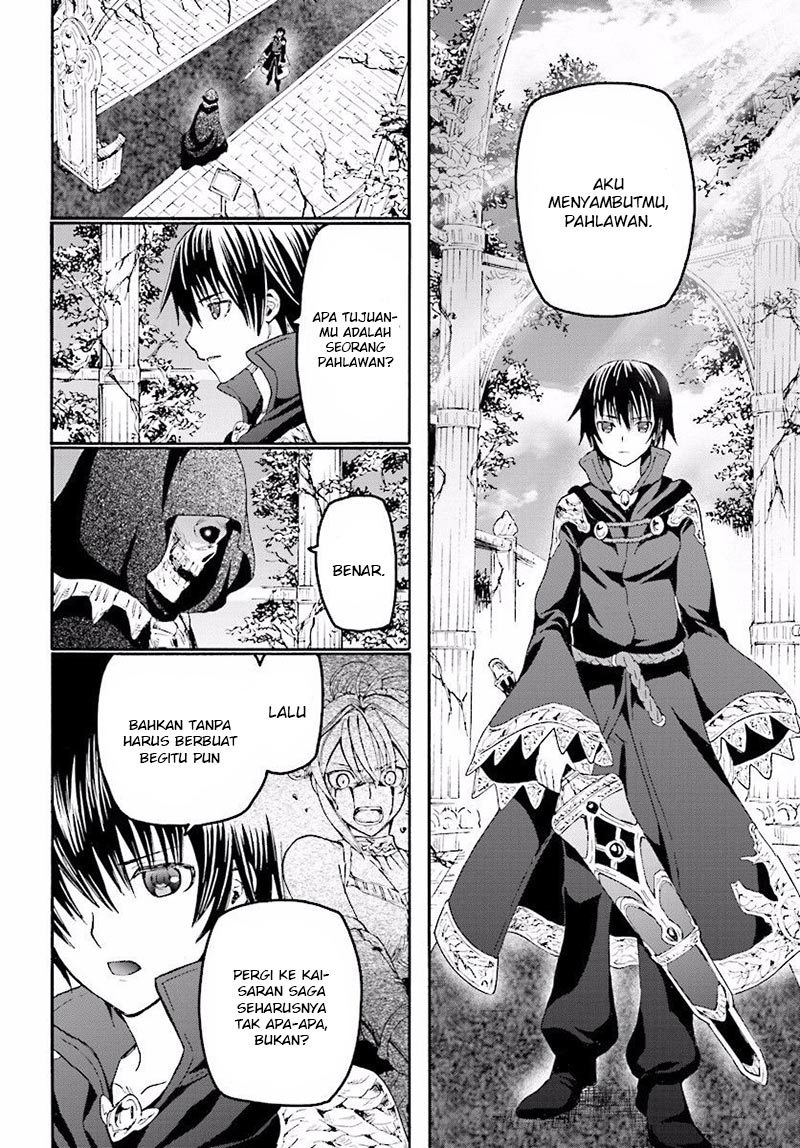 AKU
MENYAMBUTMU,
PAHLAWAN.
APA TUJUAN-
MU ADALAH
SEORANG
PAHLAWAN?
BENAR.
LALU
BAHKAN TANPA
HARUS BERBUAT
BEGITU PUN
PERGI KE KAI-
SARAN SAGA
SEHARUSNYA
TAK APA-APA,
BUKAN?